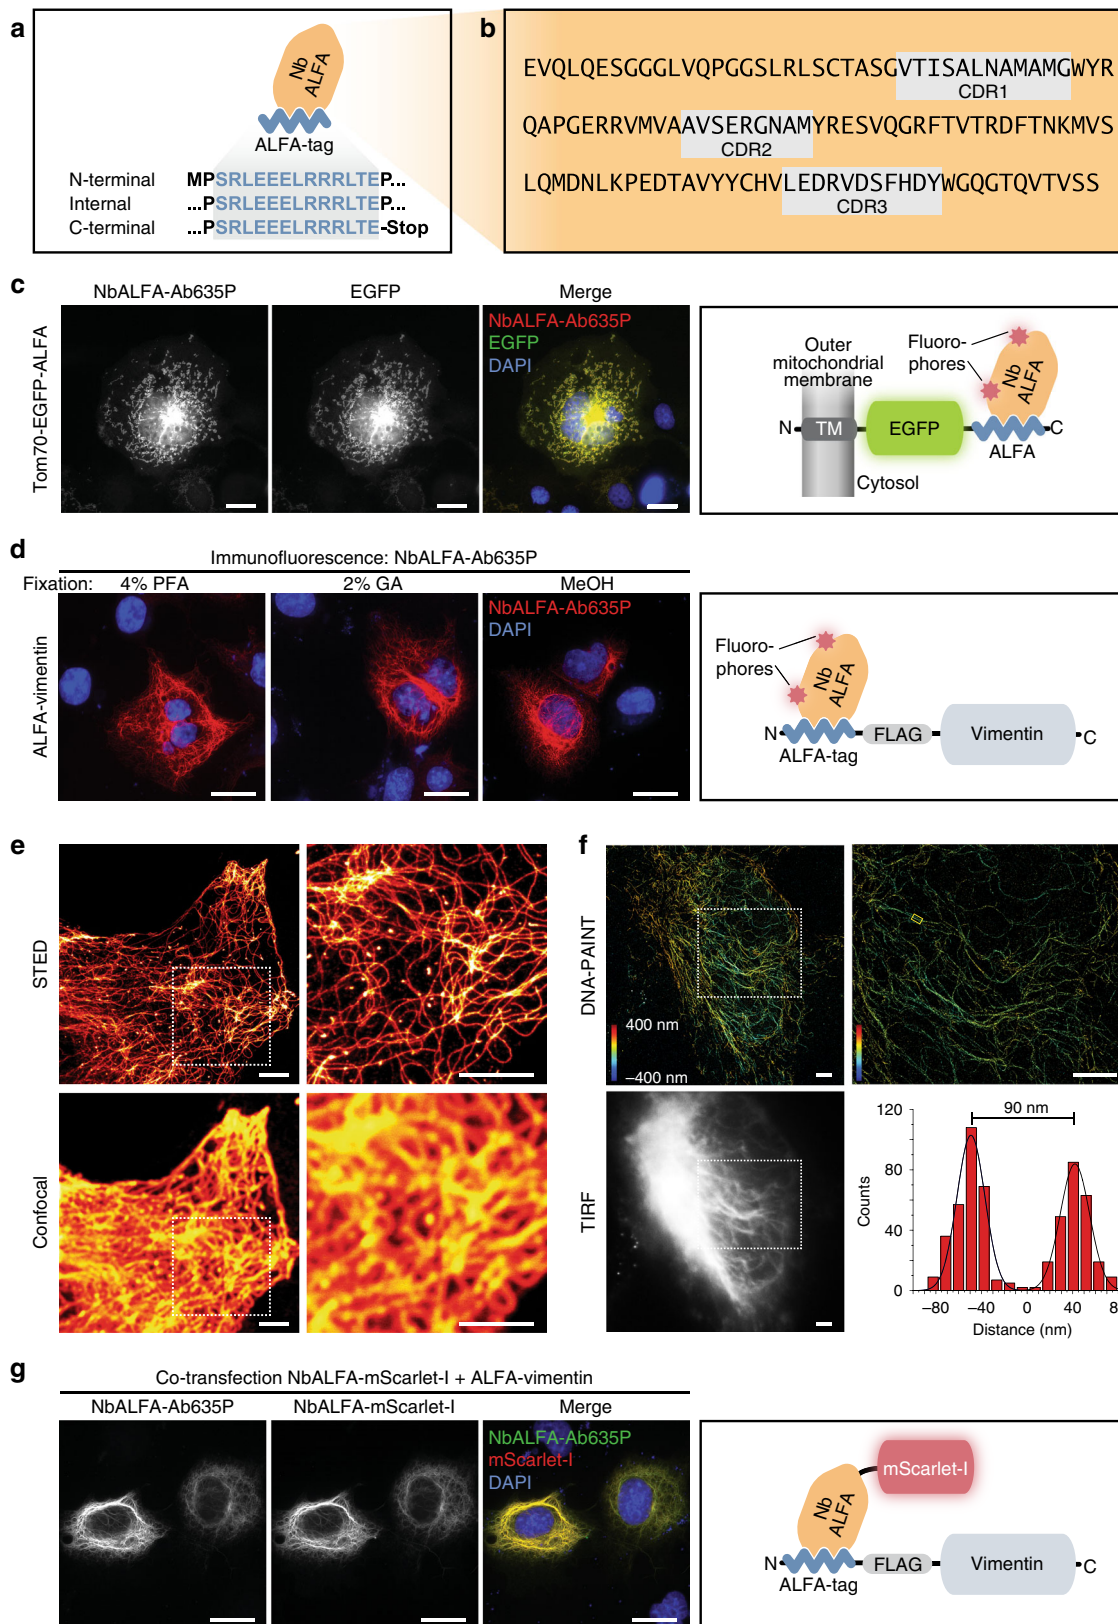 a
Nb
ALFA
ALFA-tag
N-terminal MPSRLEEELRRRLTEP...
Internal ...PSRLEEELRRRLTEP...
C-terminal ...PSRLEEELRRRLTE-Stop
b
EVQLQESGGGLVQPGGSLRLSCTASGVTISALNAMAMGWYR
CDR1
QAPGERRVMVAAVSERGNAMYRESVQGRFTVTRDFTNKMVS
CDR2
LQMDNLKPEDTAVYYCHVLEDRVDSFHDYWGQGTQVTVSS
CDR3
c
NbALFA-Ab635P EGFP Merge
Tom70-EGFP-ALFA
NbALFA-Ab635P
EGFP
DAPI
Outer
mitochondrial
membrane
Fluoro-
phores
Nb
ALFA
N TM EGFP C
ALFA
Cytosol
d
Immunofluorescence: NbALFA-Ab635P
Fixation: 4% PFA 2% GA MeOH
ALFA-vimentin
NbALFA-Ab635P
DAPI
Fluoro-
phores
Nb
ALFA
N FLAG Vimentin C
ALFA-tag
e
STED
Confocal
f
DNA-PAINT
400 nm
–400 nm
TIRF
90 nm
120
80
40
0
Counts
–80 –40 0 40 8
Distance (nm)
g
Co-transfection NbALFA-mScarlet-I + ALFA-vimentin
NbALFA-Ab635P NbALFA-mScarlet-I Merge
NbALFA-Ab635P
mScarlet-I
DAPI
mScarlet-I
Nb
ALFA
N FLAG Vimentin C
ALFA-tag